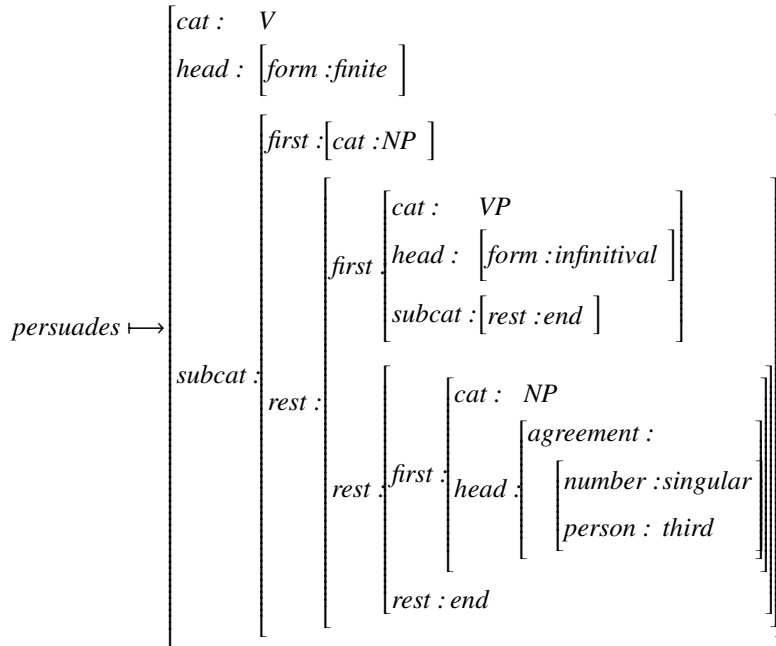 cat : V
head : [form : finite ]
first : [cat : NP ]
cat : VP
first : head : [form : infinitival ]
subcat : [rest : end ]
persuades ⟼
subcat : rest :
cat : NP
agreement :
rest : first : head : [number : singular
person : third ]
rest : end